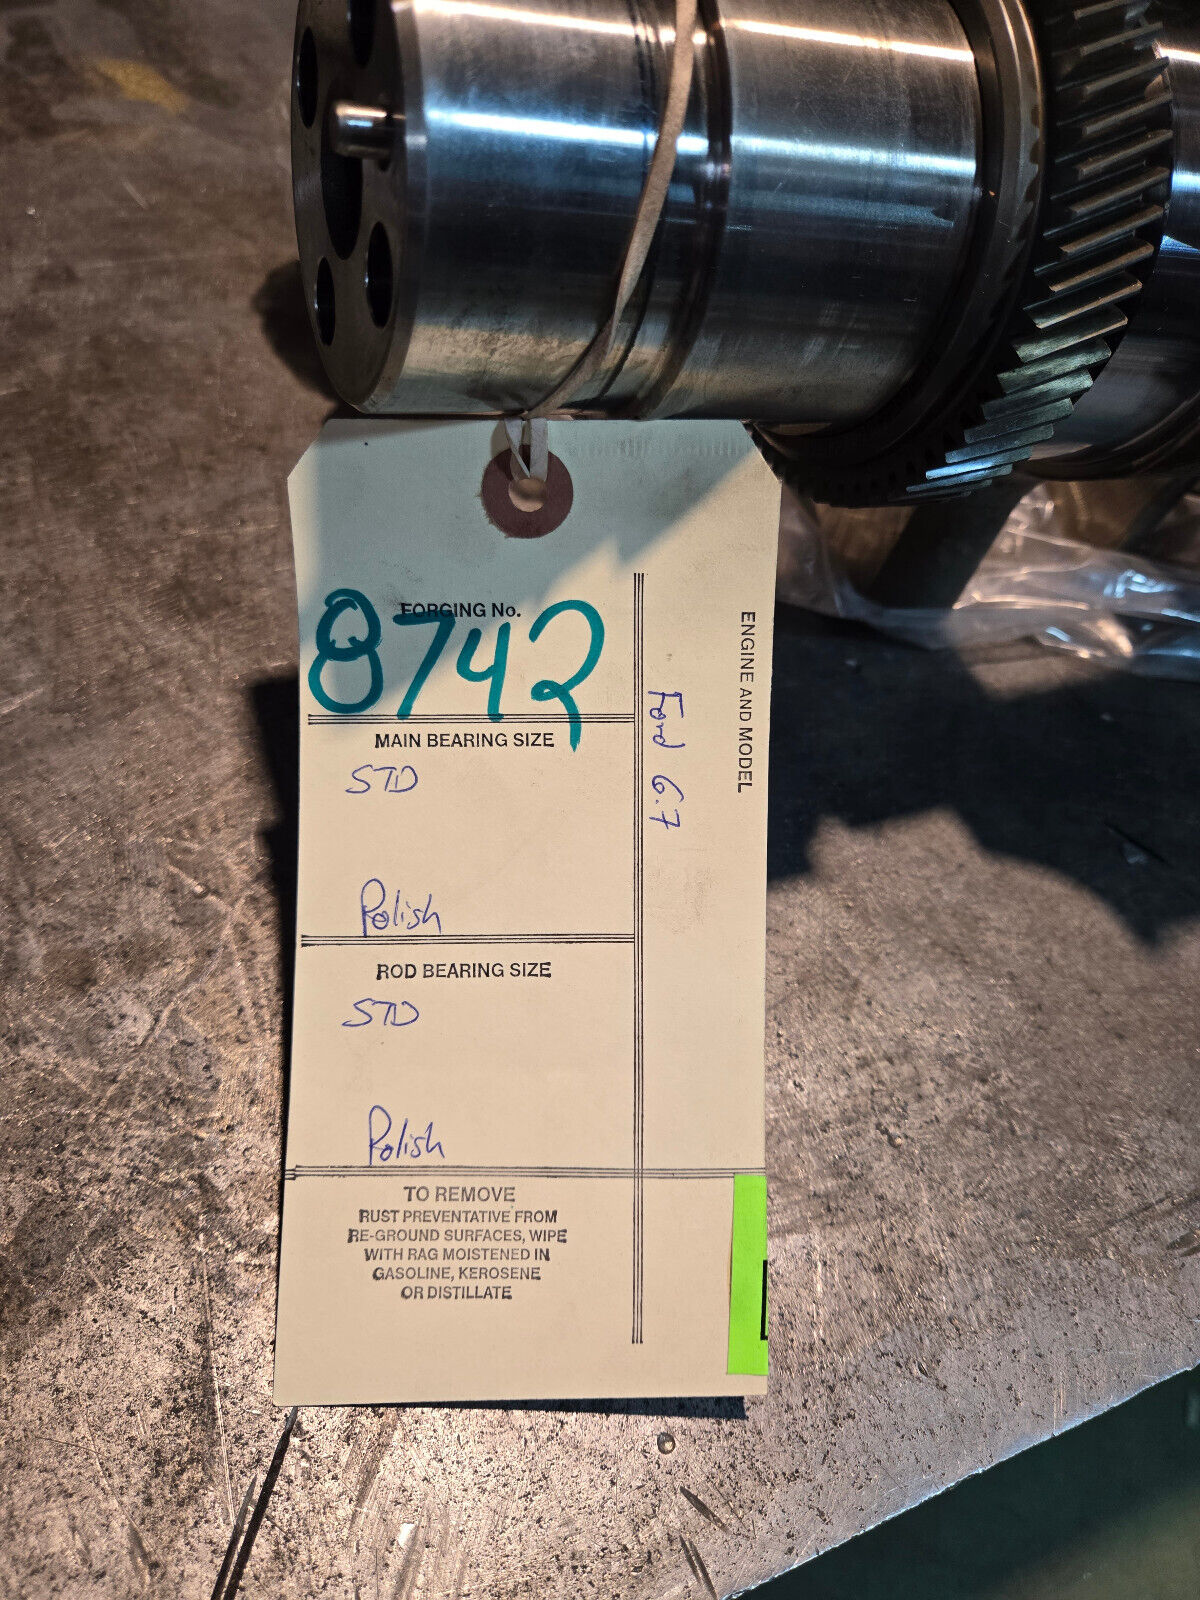 FORGING No.
8742
MAIN BEARING SIZE
STD
Polish
ROD BEARING SIZE
STD
Polish
TO REMOVE
RUST PREVENTATIVE FROM
RE-GROUND SURFACES, WIPE
WITH RAG MOISTENED IN
GASOLINE, KEROSENE
OR DISTILLATE
ENGINE AND MODEL
Ford 6.7